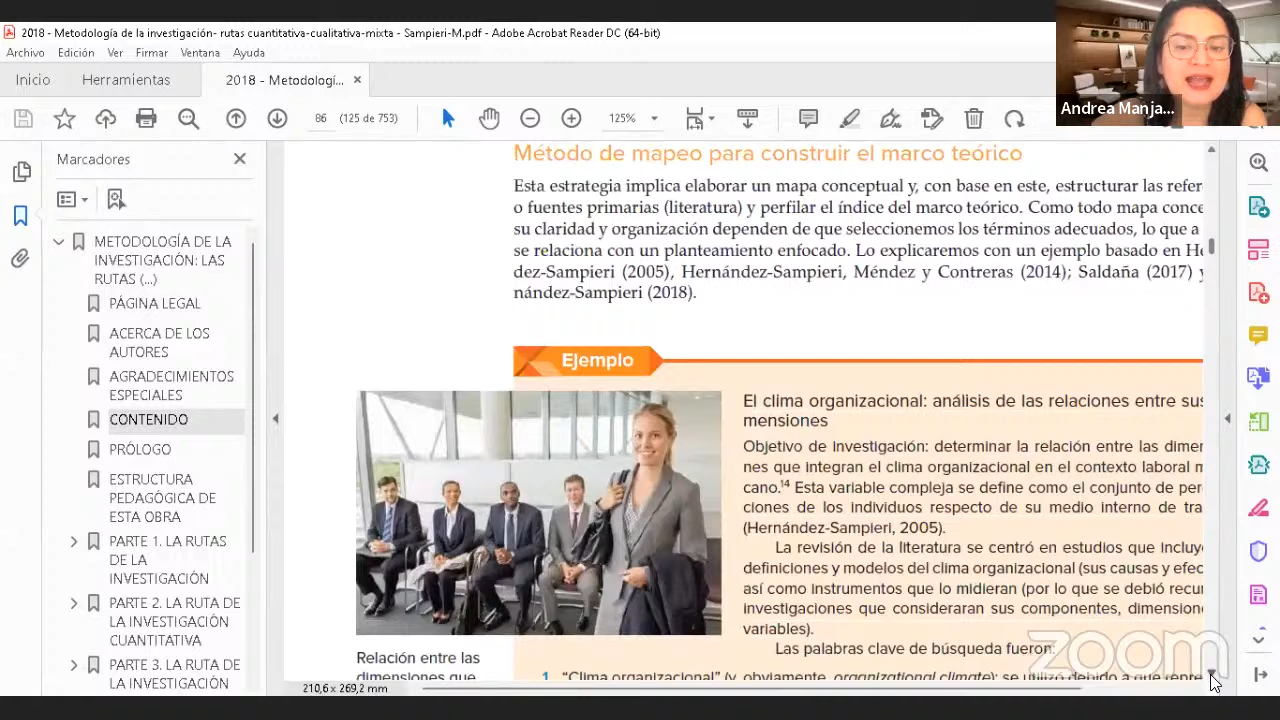 2018 - Metodología de la investigación- rutas cuantitativa-cualitativa-mixta - Sampieri-M.pdf - Adobe Acrobat Reader DC (64-bit)
Archivo Edición Ver Firmar Ventana Ayuda
Inicio Herramientas 2018 - Metodologí... ×
86 (125 de 753) 125%
Andrea Manja...
Marcadores
METODOLOGÍA DE LA
INVESTIGACIÓN: LAS
RUTAS (...)
PÁGINA LEGAL
ACERCA DE LOS
AUTORES
AGRADECIMIENTOS
ESPECIALES
CONTENIDO
PRÓLOGO
ESTRUCTURA
PEDAGÓGICA DE
ESTA OBRA
PARTE 1. LA RUTAS
DE LA
INVESTIGACIÓN
PARTE 2. LA RUTA DE
LA INVESTIGACIÓN
CUANTITATIVA
PARTE 3. LA RUTA DE
LA INVESTIGACIÓN
Método de mapeo para construir el marco teórico
Esta estrategia implica elaborar un mapa conceptual y, con base en este, estructurar las refer
o fuentes primarias (literatura) y perfilar el índice del marco teórico. Como todo mapa conce
su claridad y organización dependen de que seleccionemos los términos adecuados, lo que a
se relaciona con un planteamiento enfocado. Lo explicaremos con un ejemplo basado en He
dez-Sampieri (2005), Hernández-Sampieri, Méndez y Contreras (2014); Saldaña (2017) y
nández-Sampieri (2018).
Ejemplo
El clima organizacional: análisis de las relaciones entre sus
mensiones
Objetivo de investigación: determinar la relación entre las dimer
nes que integran el clima organizacional en el contexto laboral m
cano.14 Esta variable compleja se define como el conjunto de per
ciones de los individuos respecto de su medio interno de tra
(Hernández-Sampieri, 2005).
La revisión de la literatura se centró en estudios que incluy
definiciones y modelos del clima organizacional (sus causas y efec
así como instrumentos que lo midieran (por lo que se debió recur
investigaciones que consideraran sus componentes, dimensione
variables).
Las palabras clave de búsqueda fueron:
Relación entre las
dimensiones que
1. "Clima organizacional" (y, obviamente, organizational climate): se utilizó debido a que repre
210,6 x 269,2 mm
zoom